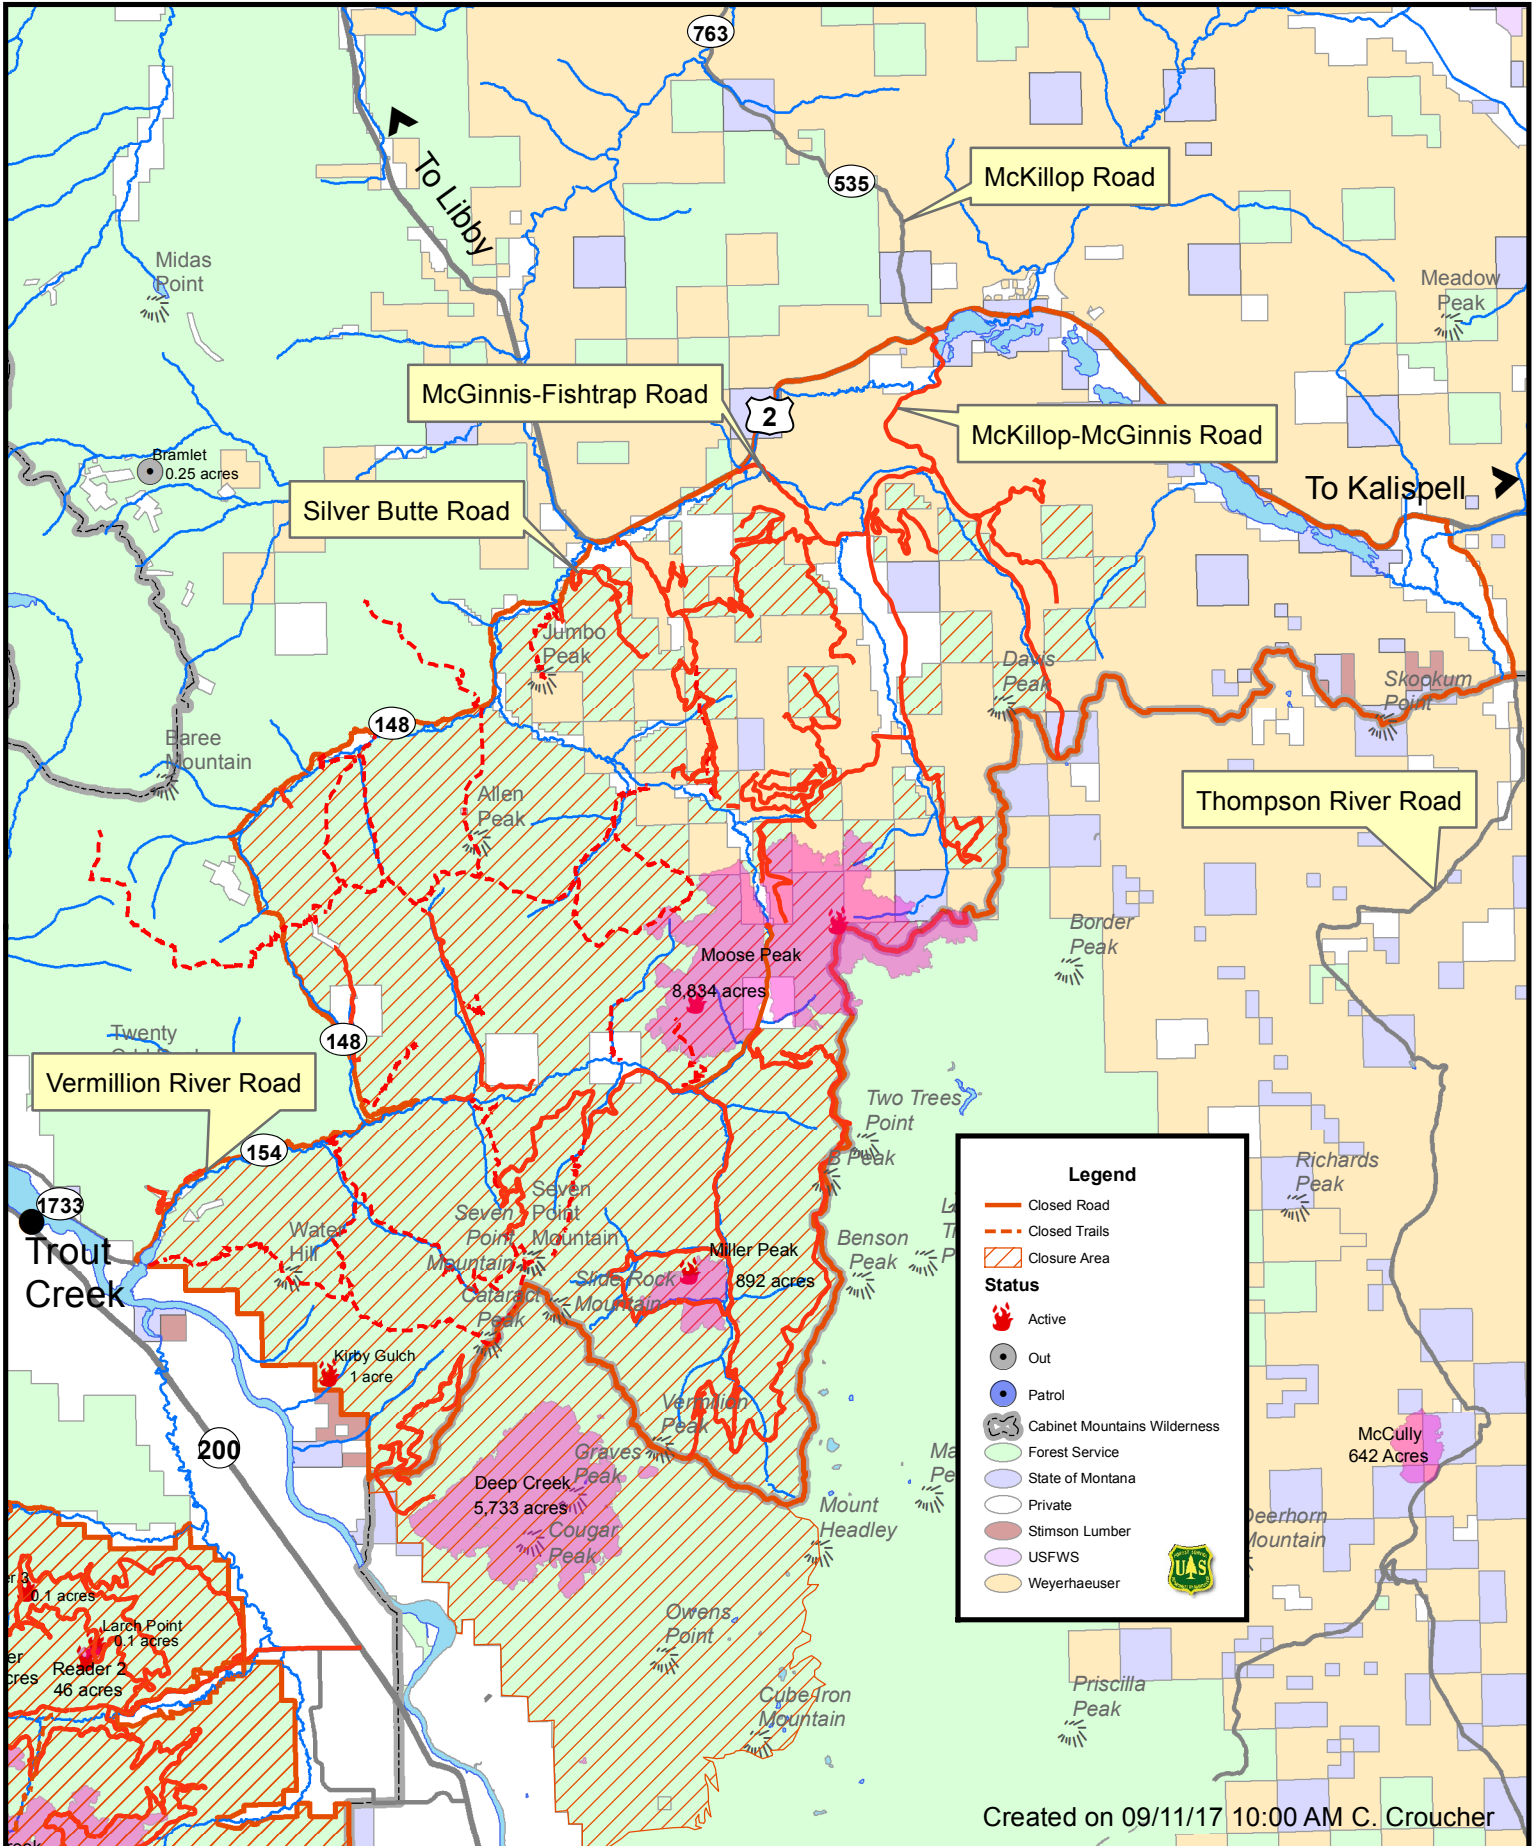 763
To Libby
535
McKillop Road
Midas
Point
Meadow
Peak
McGinnis-Fishtrap Road
2
McKillop-McGinnis Road
Bramlet
0.25 acres
To Kalispell
Silver Butte Road
Jumbo
Peak
Davis
Peak
Skookum
Point
148
Baree
Mountain
Allen
Peak
Thompson River Road
Border
Peak
Moose Peak
8,834 acres
Twenty
148
Vermillion River Road
Two Trees
Point
B Peak
154
Richards
Peak
1733
Trout
Creek
Water
Hill
Seven
Point
Mountain
Seven
Point
Mountain
Benson
Peak
Miller Peak
892 acres
Slide Rock
Mountain
Cataract
Peak
Kirby Gulch
1 acre
Vermilion
Peak
200
Graves
Peak
Deep Creek
5,733 acres
Cougar
Peak
Mount
Headley
McCully
642 Acres
Deerhorn
Mountain
Legend
Closed Road
Closed Trails
Closure Area
Status
Active
Out
Patrol
Cabinet Mountains Wilderness
Forest Service
State of Montana
Private
Stimson Lumber
USFWS
Weyerhaeuser
U S
er 3
0.1 acres
Larch Point
0.1 acres
er
cres
Reader 2
46 acres
Owens
Point
Priscilla
Peak
Cube Iron
Mountain
Created on 09/11/17 10:00 AM C. Croucher